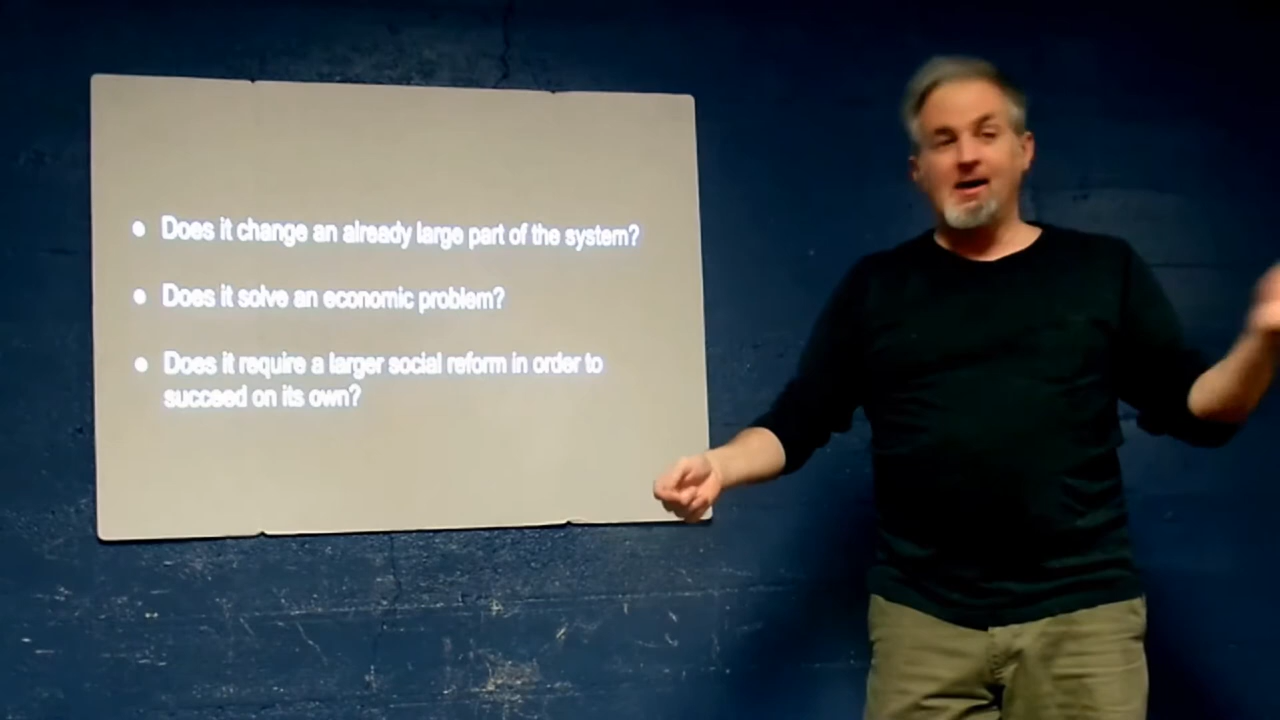 Does it change an already large part of the system?
Does it solve an economic problem?
Does it require a larger social reform in order to
succeed on its own?